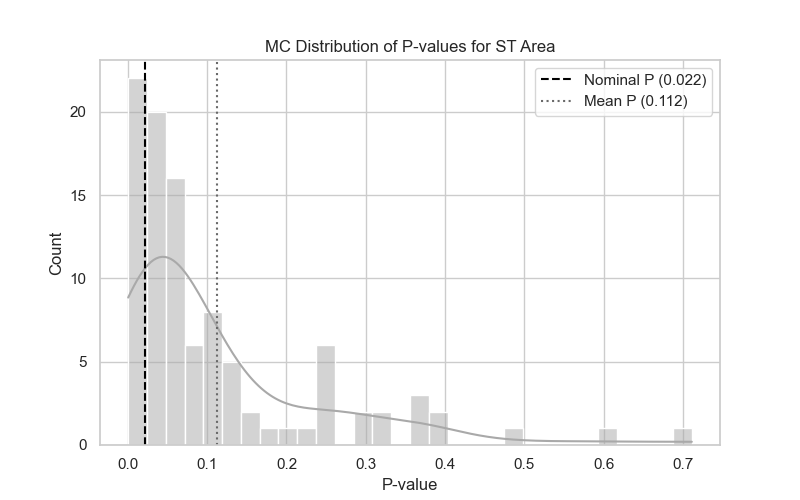 MC Distribution of P-values for ST Area
Nominal P (0.022)
Mean P (0.112)
Count
20
15
10
5
0
0.0 0.1 0.2 0.3 0.4 0.5 0.6 0.7
P-value